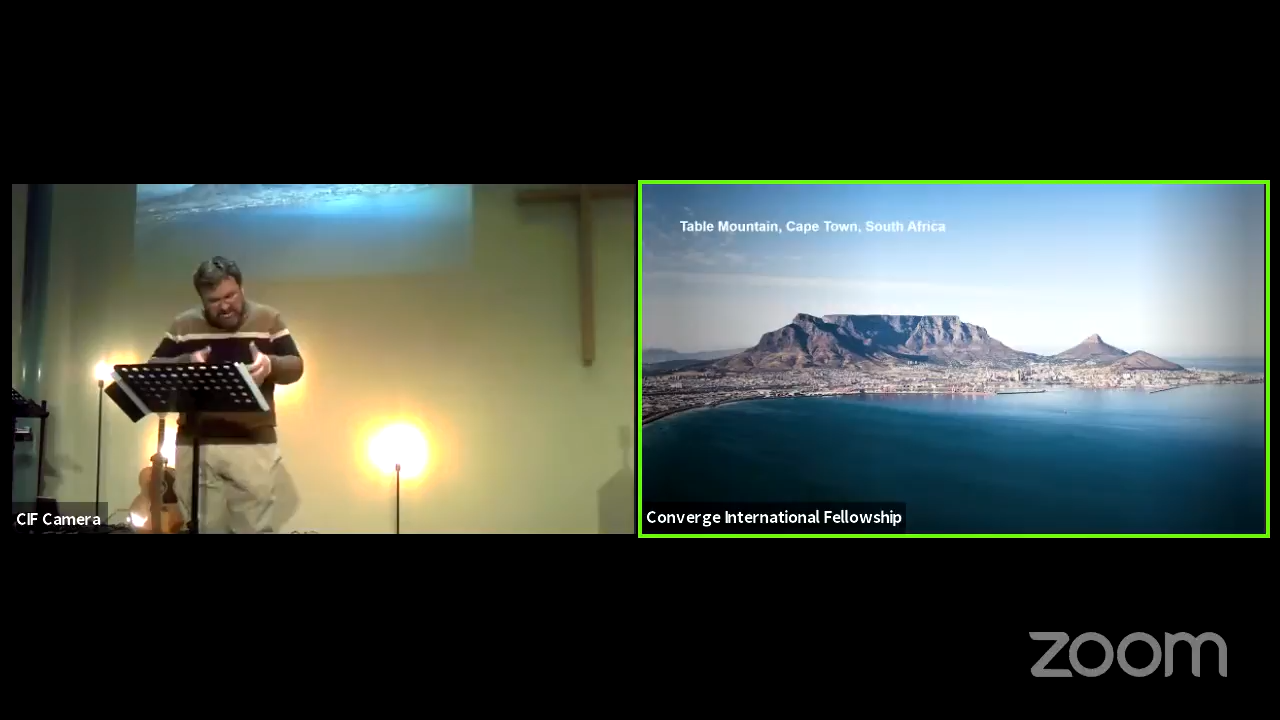 Table Mountain, Cape Town, South Africa
CIF Camera
Converge International Fellowship
zoom